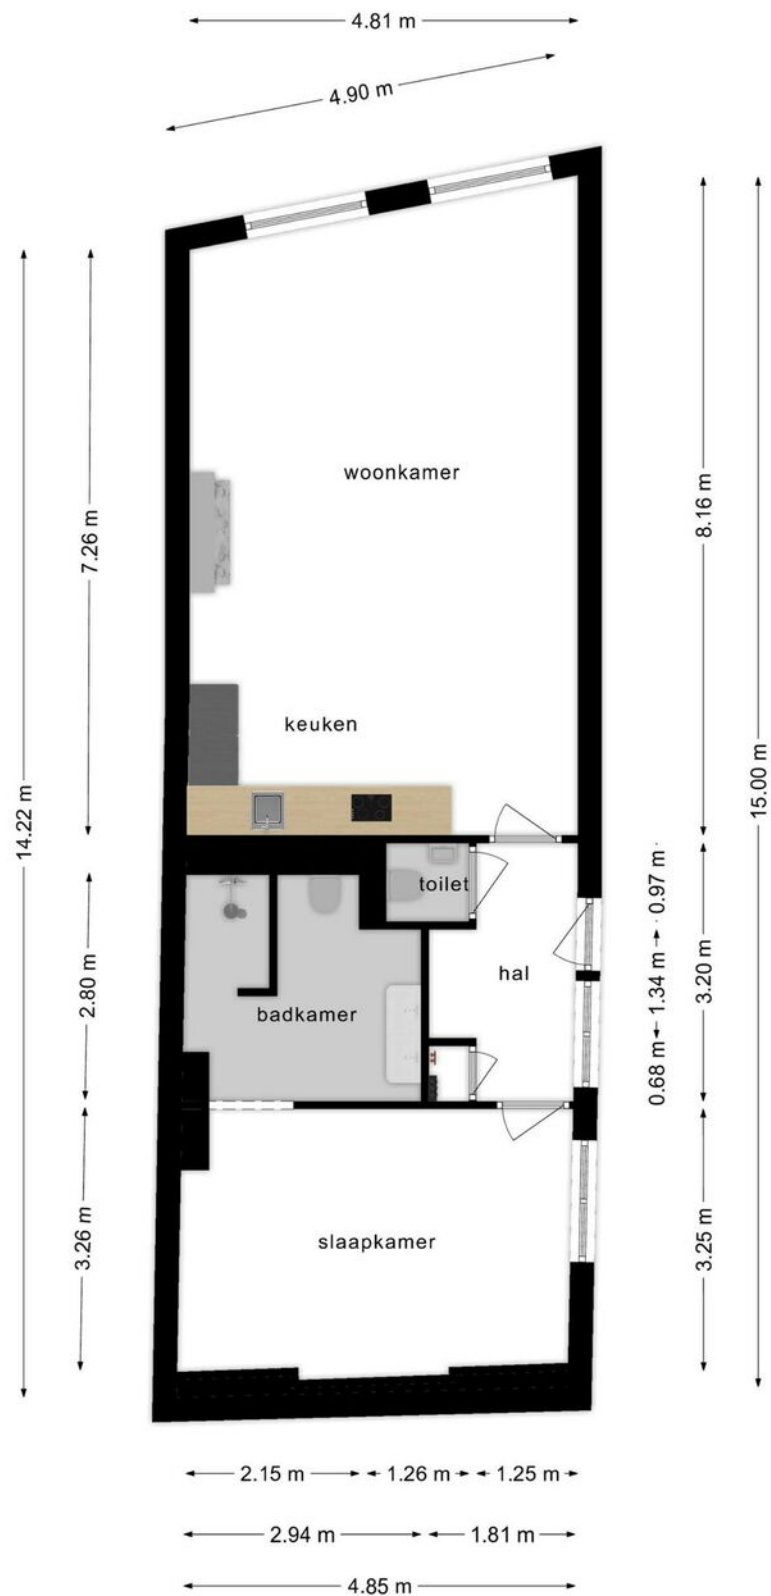 4.81 m
4.90 m
woonkamer
7.26 m
8.16 m
keuken
14.22 m
15.00 m
toilet
0.97 m
hal
1.34 m
3.20 m
2.80 m
badkamer
0.68 m
slaapkamer
3.26 m
3.25 m
2.15 m 1.26 m 1.25 m
2.94 m 1.81 m
4.85 m